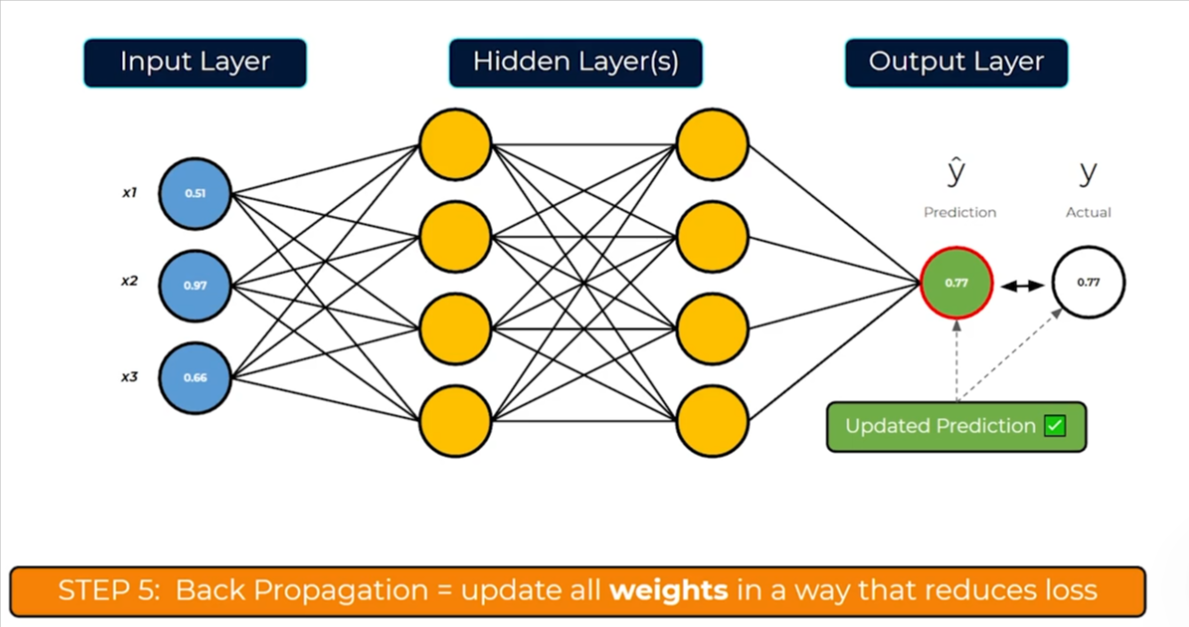 Input Layer
Hidden Layer(s)
Output Layer
ŷ
y
Prediction
Actual
x1
0.51
x2
0.97
0.77
0.77
x3
0.66
Updated Prediction ✅
STEP 5: Back Propagation = update all weights in a way that reduces loss